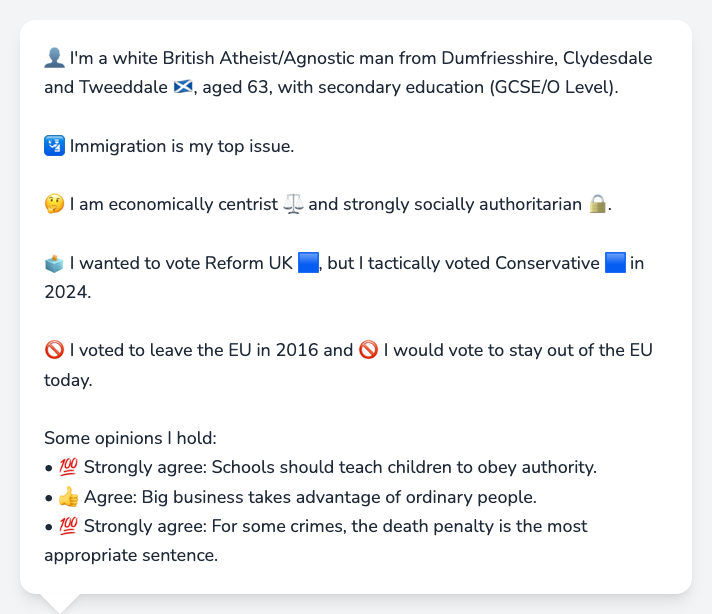 👤 I'm a white British Atheist/Agnostic man from Dumfriesshire, Clydesdale
and Tweeddale 🏴󠁧󠁢󠁳󠁣󠁴󠁿, aged 63, with secondary education (GCSE/O Level).
🛂 Immigration is my top issue.
🤔 I am economically centrist ⚖️ and strongly socially authoritarian 🔒.
🗳️ I wanted to vote Reform UK 🟦, but I tactically voted Conservative 🟦 in
2024.
🚫 I voted to leave the EU in 2016 and 🚫 I would vote to stay out of the EU
today.
Some opinions I hold:
• 💯 Strongly agree: Schools should teach children to obey authority.
• 👍 Agree: Big business takes advantage of ordinary people.
• 💯 Strongly agree: For some crimes, the death penalty is the most
appropriate sentence.